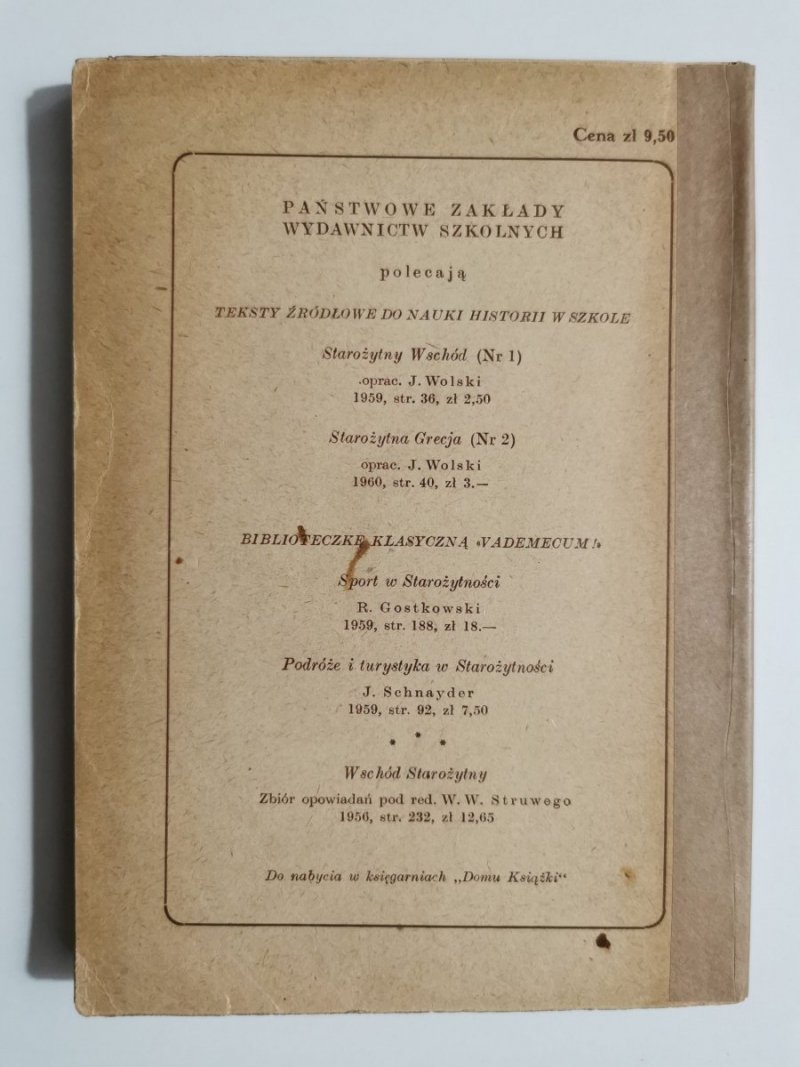 Cena zł 9,50
PAŃSTWOWE ZAKŁADY
WYDAWNICTW SZKOLNYCH
polecają
TEKSTY ŹRÓDŁOWE DO NAUKI HISTORII W SZKOLE
Starożytny Wschód (Nr 1)
oprac. J. Wolski
1959, str. 36, zł 2,50
Starożytna Grecja (Nr 2)
oprac. J. Wolski
1960, str. 40, zł 3.—
BIBLIOTECZKĘ KLASYCZNĄ «VADEMECUM!»
Sport w Starożytności
R. Gostkowski
1959, str. 188, zł 18.—
Podróże i turystyka w Starożytności
J. Schnayder
1959, str. 92, zł 7,50
* * *
Wschód Starożytny
Zbiór opowiadań pod red. W. W. Struwego
1956, str. 232, zł 12,65
Do nabycia w księgarniach „Domu Książki“